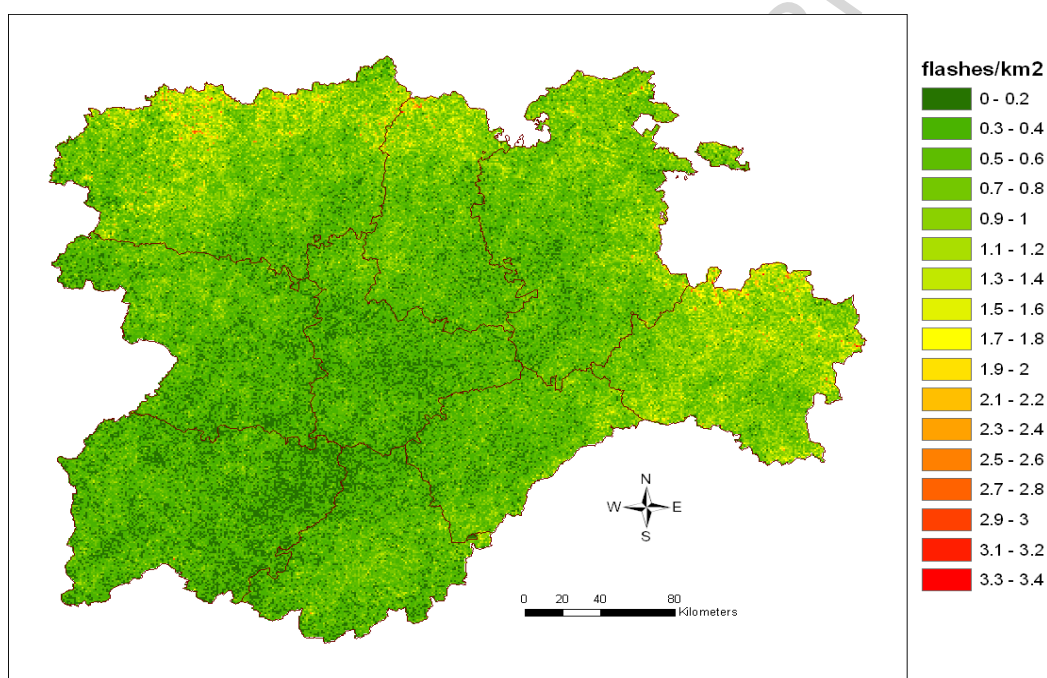 flashes/km2
0 - 0.2
0.3 - 0.4
0.5 - 0.6
0.7 - 0.8
0.9 - 1
1.1 - 1.2
1.3 - 1.4
1.5 - 1.6
1.7 - 1.8
1.9 - 2
2.1 - 2.2
2.3 - 2.4
2.5 - 2.6
2.7 - 2.8
2.9 - 3
3.1 - 3.2
3.3 - 3.4
N
W E
S
0 20 40 80
Kilometers